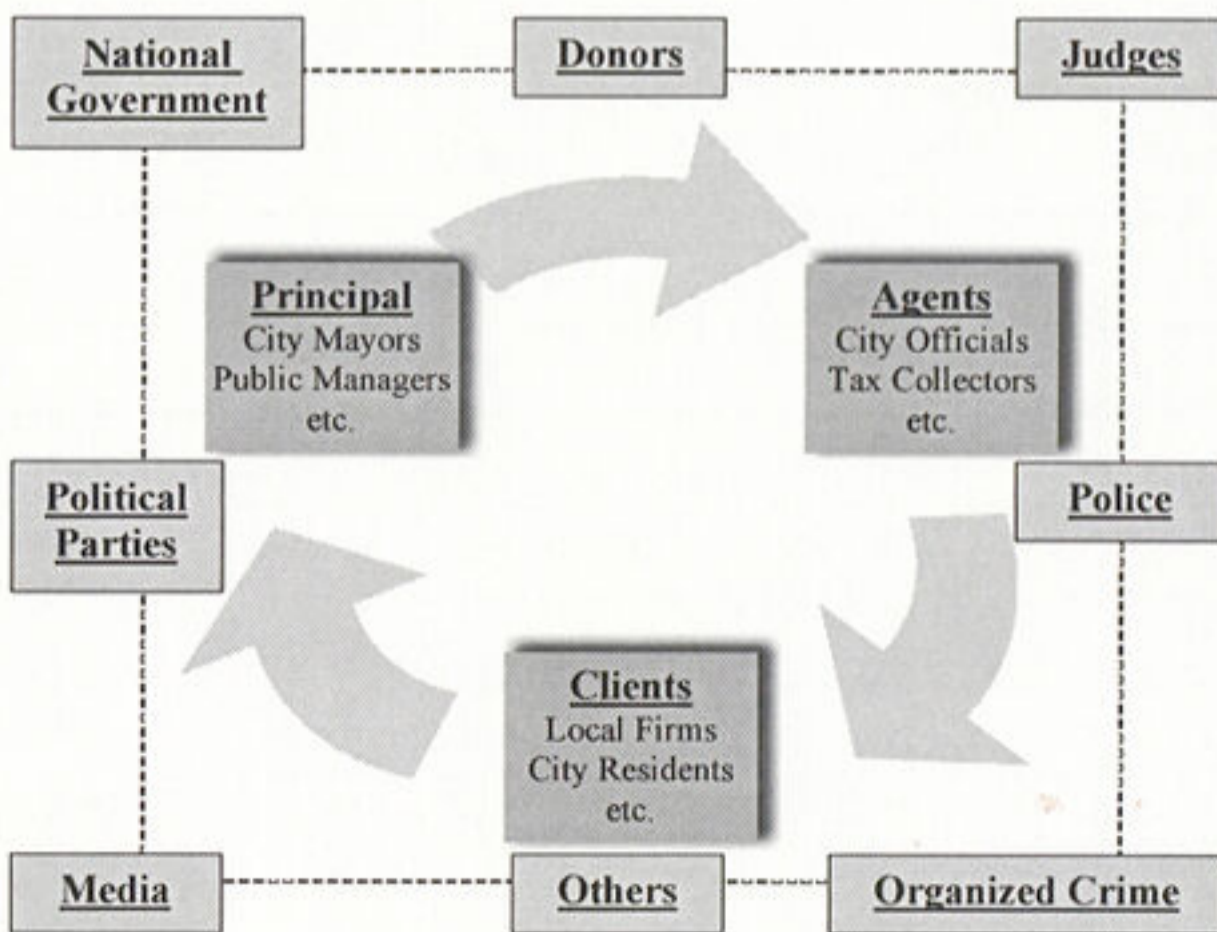 National
Government
Donors
Judges
Principal
City Mayors
Public Managers
etc.
Agents
City Officials
Tax Collectors
etc.
Political
Parties
Police
Clients
Local Firms
City Residents
etc.
Media
Others
Organized Crime